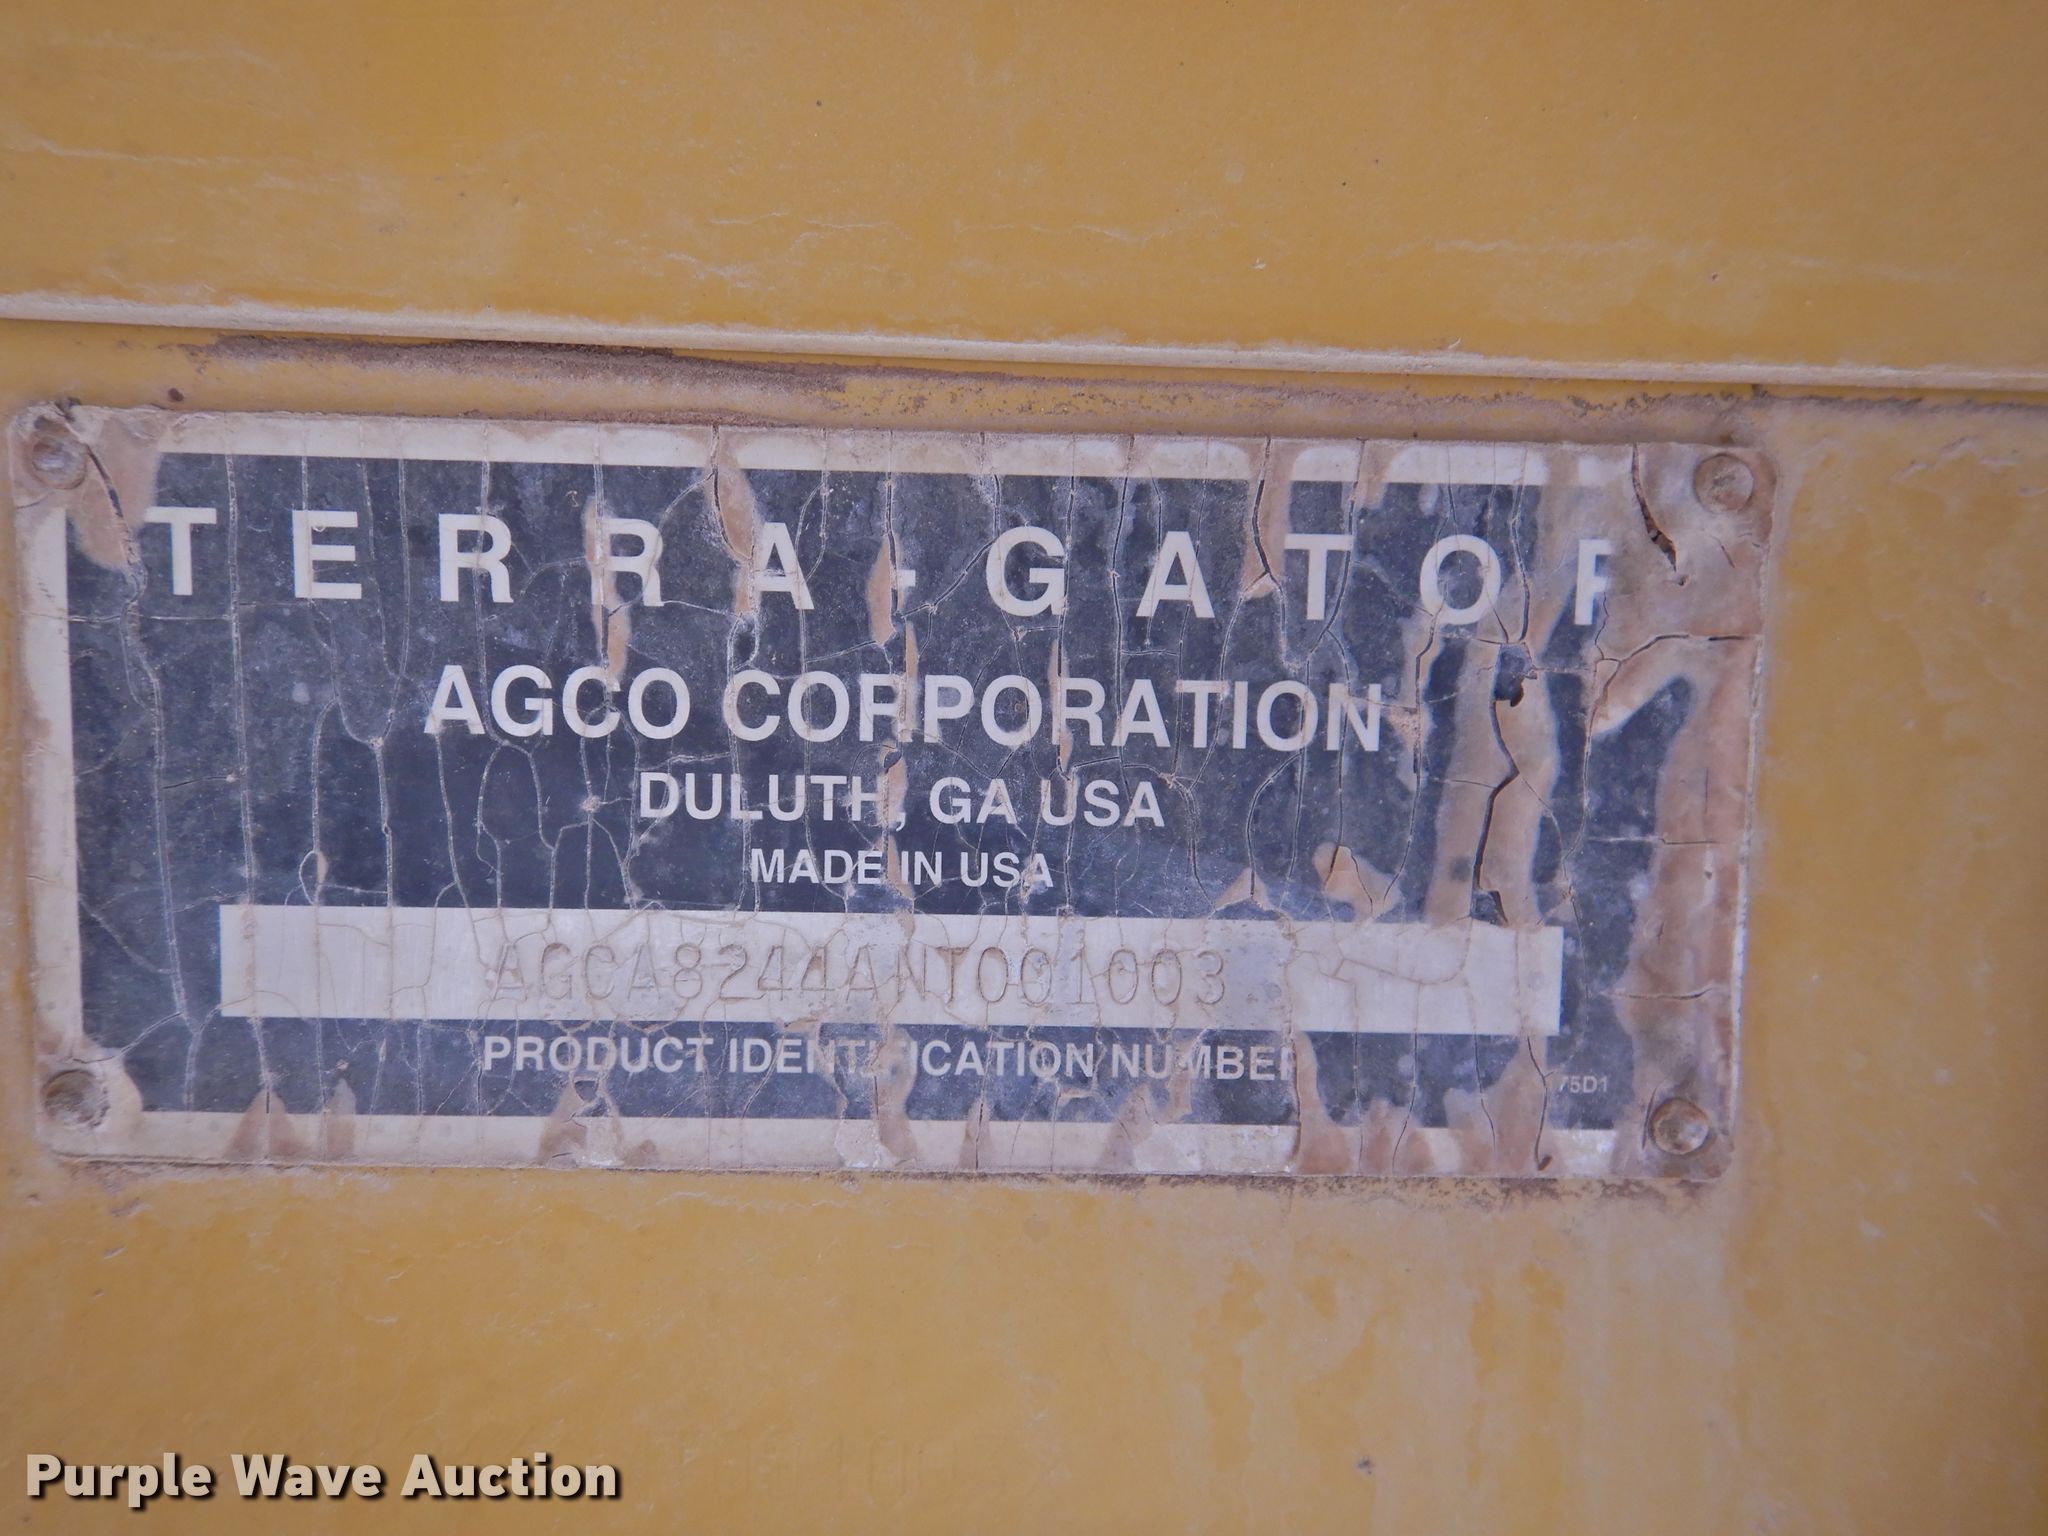 TERRA-GATOR
AGCO CORPORATION
DULUTH, GA USA
MADE IN USA
AGCA8244ANT001003
PRODUCT IDENTIFICATION NUMBER
75D1
Purple Wave Auction